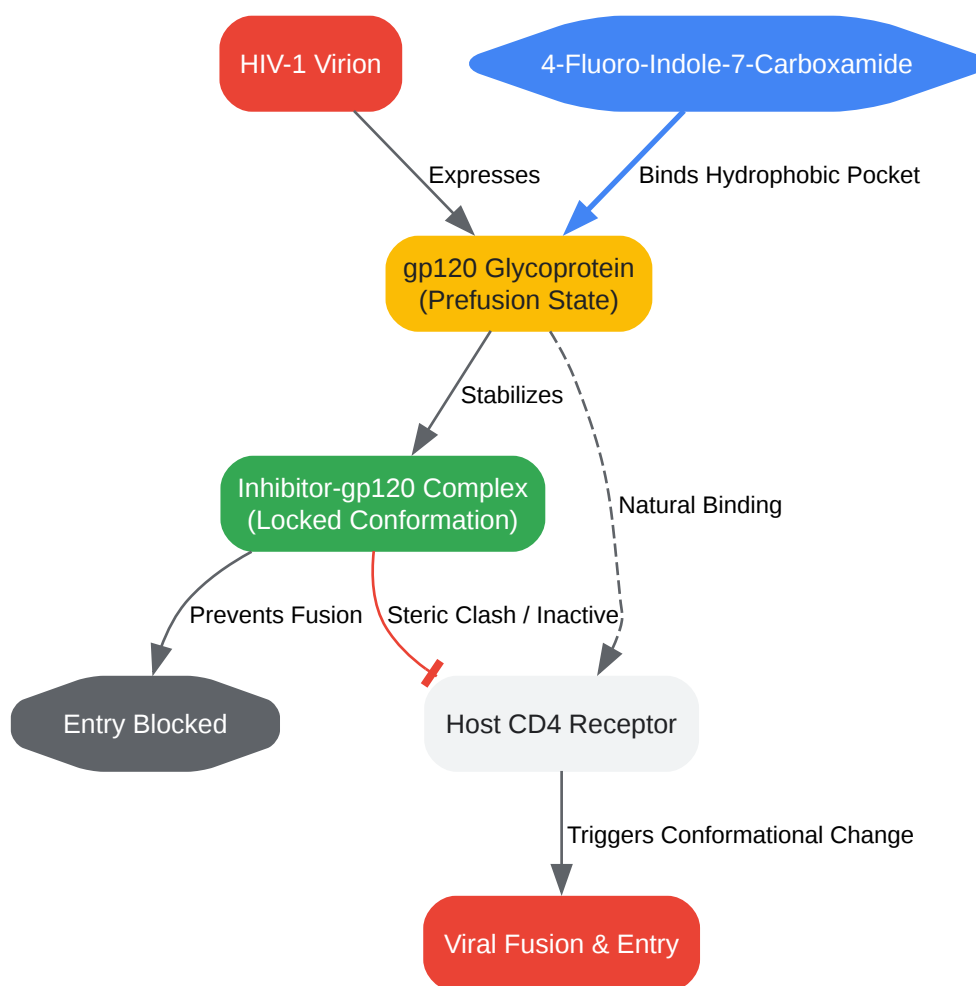 HIV-1 Virion
4-Fluoro-Indole-7-Carboxamide
Expresses
Binds Hydrophobic Pocket
gp120 Glycoprotein
(Prefusion State)
Stabilizes
Inhibitor-gp120 Complex
(Locked Conformation)
Natural Binding
Prevents Fusion
Steric Clash / Inactive
Entry Blocked
Host CD4 Receptor
Triggers Conformational Change
Viral Fusion & Entry